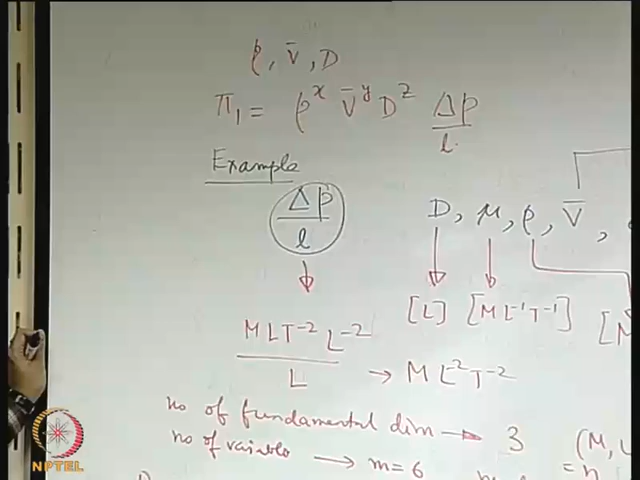 ρ, V̄, D
Π₁ = ρˣ V̄ʸ Dᶻ Δp/l
Example
Δp/l
D, μ, ρ, V̄,
[L] [ML⁻¹T⁻¹] [M
MLT⁻² L⁻²/L → ML⁻²T⁻²
no of fundamental dim → 3 (M, L
no of variable → m=6 = n
NPTEL